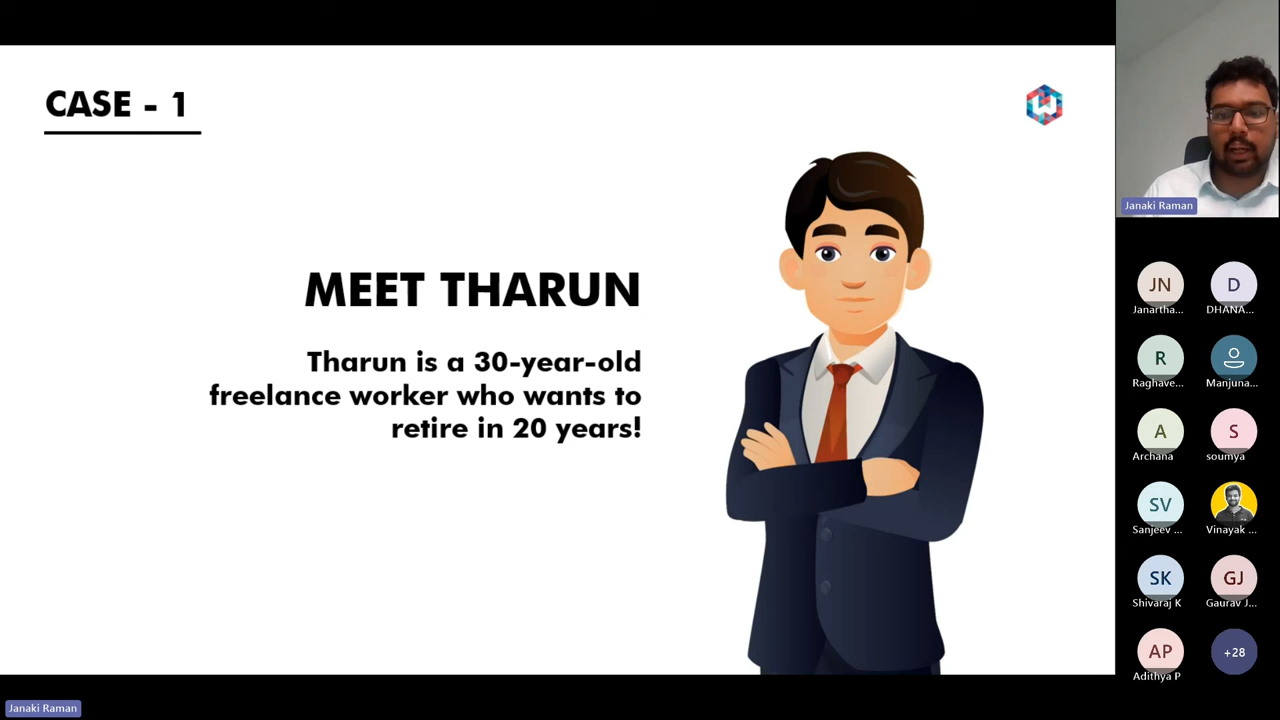 CASE - 1
MEET THARUN
Tharun is a 30-year-old
freelance worker who wants to
retire in 20 years!
W
Janaki Raman
JN
Janartha...
D
DHANA...
R
Raghave...
Manjuna...
A
Archana
S
soumya
SV
Sanjeev ...
Vinayak ...
SK
Shivaraj K
GJ
Gaurav J...
AP
Adithya P
+28
Janaki Raman